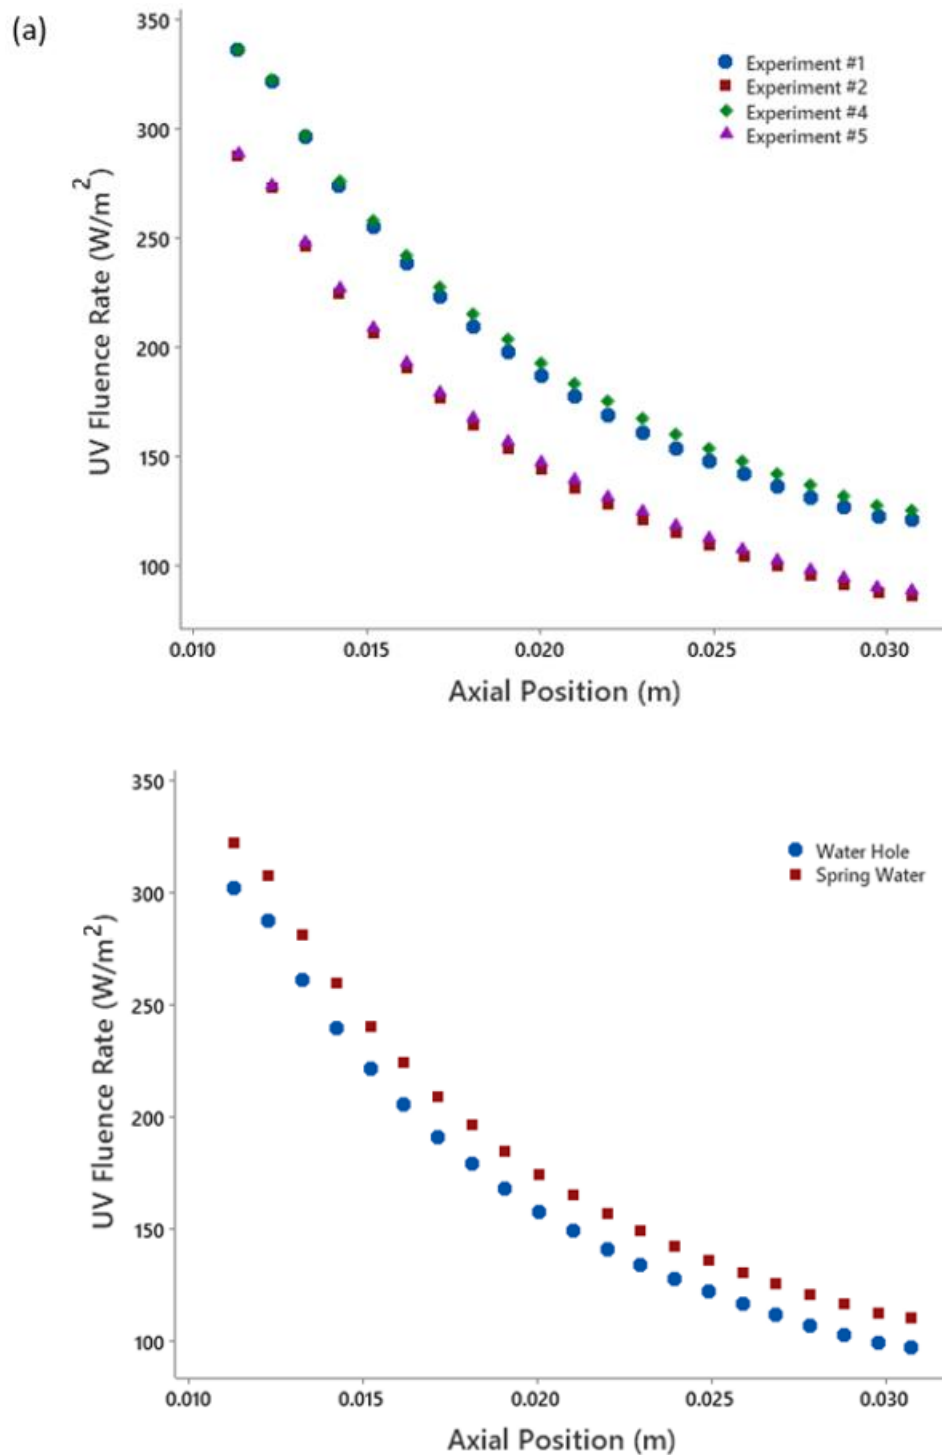 (a)
350
300
250
200
150
100
UV Fluence Rate (W/m²)
Experiment #1
Experiment #2
Experiment #4
Experiment #5
0.010 0.015 0.020 0.025 0.030
Axial Position (m)
350
300
250
200
150
100
UV Fluence Rate (W/m²)
Water Hole
Spring Water
0.010 0.015 0.020 0.025 0.030
Axial Position (m)